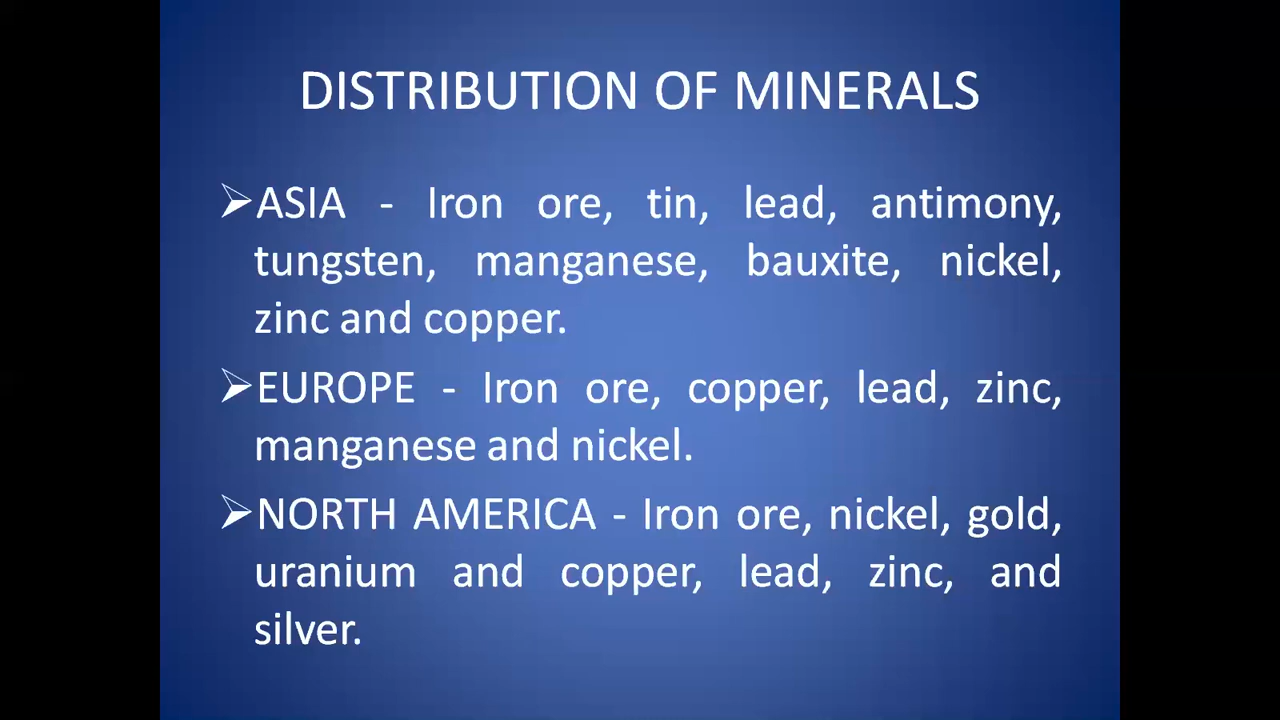 DISTRIBUTION OF MINERALS
➢ASIA - Iron ore, tin, lead, antimony,
tungsten, manganese, bauxite, nickel,
zinc and copper.
➢EUROPE - Iron ore, copper, lead, zinc,
manganese and nickel.
➢NORTH AMERICA - Iron ore, nickel, gold,
uranium and copper, lead, zinc, and
silver.